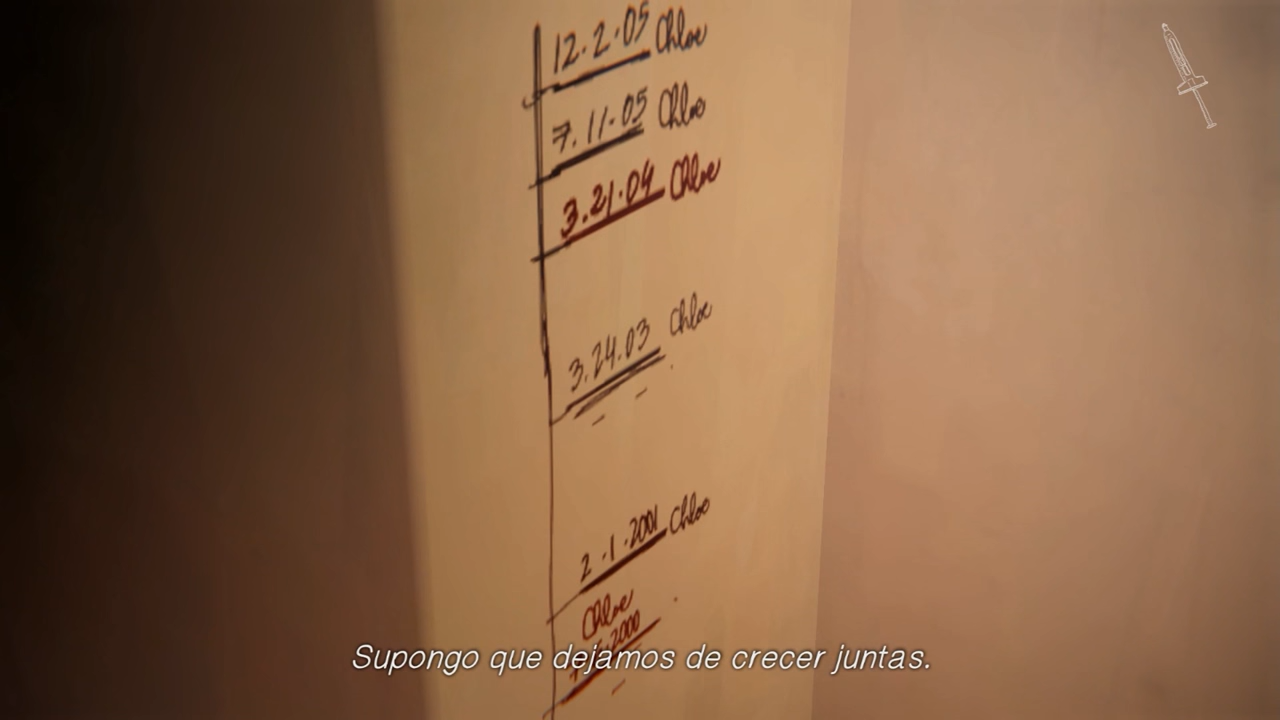 12.2.05 Chloe
7.11.05 Chloe
3.21.04 Chloe
3.24.03 Chloe
2.1.2001 Chloe
Chloe
2000
Supongo que dejamos de crecer juntas.